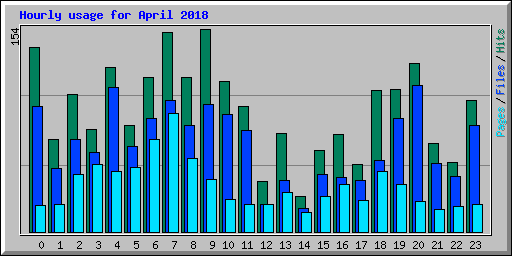 Hourly usage for April 2018
154
Pages/Files/Hits
0 1 2 3 4 5 6 7 8 9 10 11 12 13 14 15 16 17 18 19 20 21 22 23